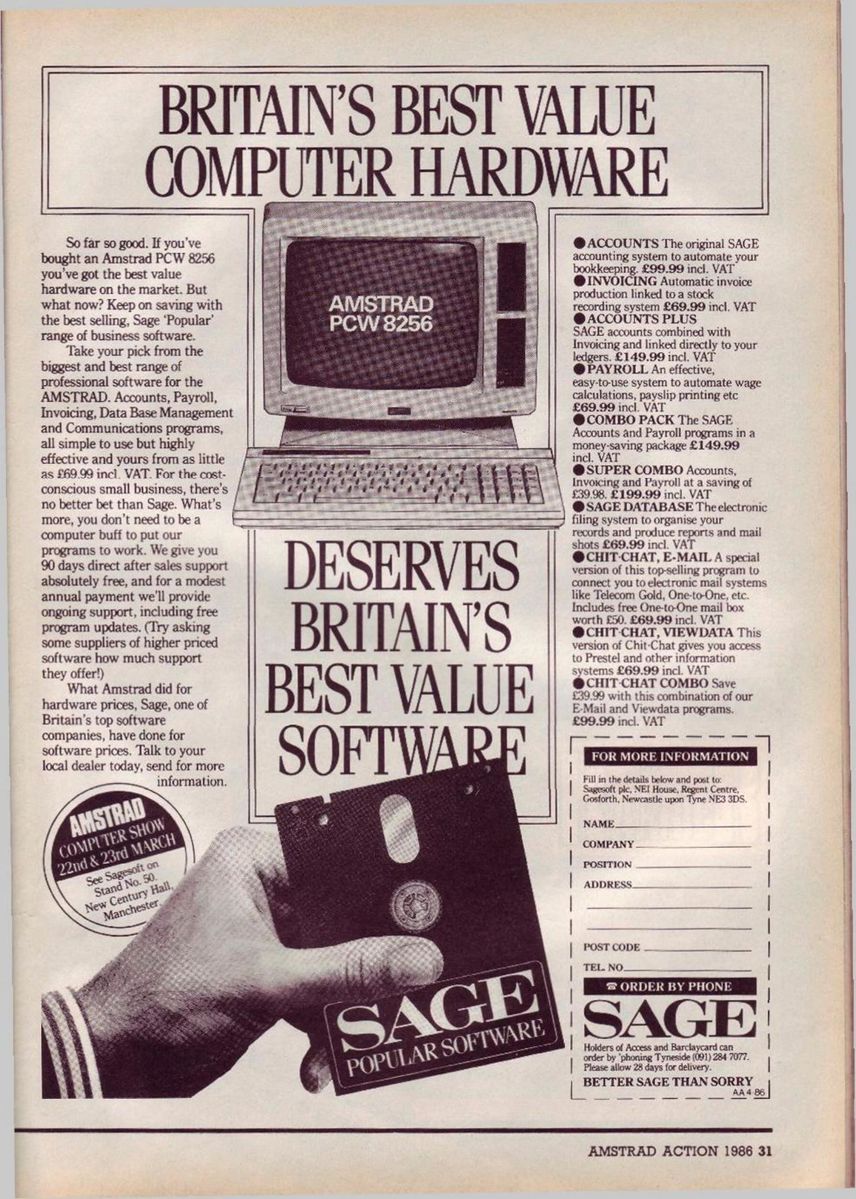 BRITAIN'S BEST VALUE
COMPUTER HARDWARE
So far so good. If you've
bought an Amstrad PCW 8256
you've got the best value
hardware on the market. But
what now? Keep on saving with
the best selling, Sage 'Popular'
range of business software.
Take your pick from the
biggest and best range of
professional software for the
AMSTRAD. Accounts, Payroll,
Invoicing, Data Base Management
and Communications programs,
all simple to use but highly
effective and yours from as little
as £69.99 incl. VAT. For the cost-
conscious small business, there's
no better bet than Sage. What's
more, you don't need to be a
computer buff to put our
programs to work. We give you
90 days direct after sales support
absolutely free, and for a modest
annual payment we'll provide
ongoing support, including free
program updates. (Try asking
some suppliers of higher priced
software how much support
they offer!)
What Amstrad did for
hardware prices, Sage, one of
Britain's top software
companies, have done for
software prices. Talk to your
local dealer today, send for more
information.
AMSTRAD
COMPUTER SHOW
22nd & 23rd MARCH
See Sagesoft on
Stand No. 50.
New Century Hall,
Manchester.
AMSTRAD
PCW 8256
DESERVES
BRITAIN'S
BEST VALUE
SOFTWARE
SAGE
POPULAR SOFTWARE
● ACCOUNTS The original SAGE
accounting system to automate your
bookkeeping. £99.99 incl. VAT
● INVOICING Automatic invoice
production linked to a stock
recording system £69.99 incl. VAT
● ACCOUNTS PLUS
SAGE accounts combined with
Invoicing and linked directly to your
ledgers. £149.99 incl. VAT
● PAYROLL An effective,
easy-to-use system to automate wage
calculations, payslip printing etc
£69.99 incl. VAT
● COMBO PACK The SAGE
Accounts and Payroll programs in a
money-saving package £149.99
incl. VAT
● SUPER COMBO Accounts,
Invoicing and Payroll at a saving of
£39.98. £199.99 incl. VAT
● SAGE DATABASE The electronic
filing system to organise your
records and produce reports and mail
shots £69.99 incl. VAT
● CHIT-CHAT, E-MAIL A special
version of this top-selling program to
connect you to electronic mail systems
like Telecom Gold, One-to-One, etc.
Includes free One-to-One mail box
worth £50. £69.99 incl. VAT
● CHIT-CHAT, VIEWDATA This
version of Chit-Chat gives you access
to Prestel and other information
systems £69.99 incl. VAT
● CHIT-CHAT COMBO Save
£39.99 with this combination of our
E-Mail and Viewdata programs.
£99.99 incl. VAT
FOR MORE INFORMATION
Fill in the details below and post to:
Sagesoft plc, NEI House, Regent Centre,
Gosforth, Newcastle upon Tyne NE3 3DS.
NAME
COMPANY
POSITION
ADDRESS
POST CODE
TEL. NO.
☎ ORDER BY PHONE
SAGE
Holders of Access and Barclaycard can
order by 'phoning Tyneside (091) 284 7077.
Please allow 28 days for delivery.
BETTER SAGE THAN SORRY
AA 4 86
AMSTRAD ACTION 1986 31